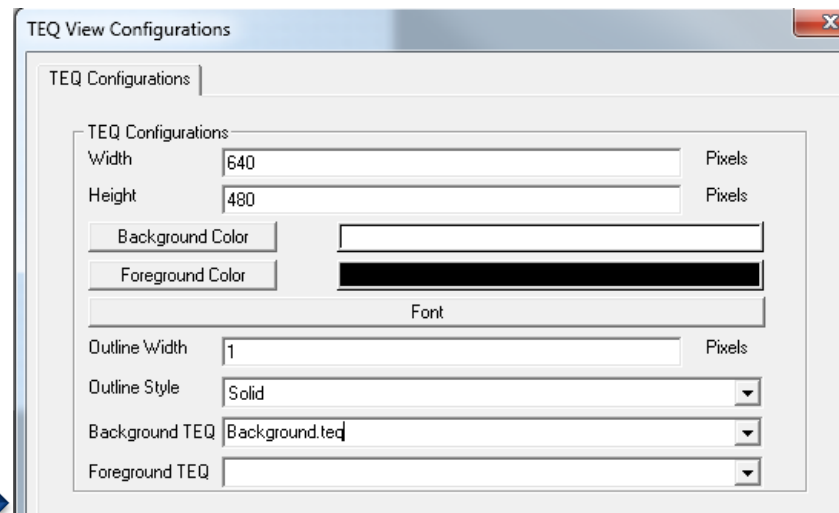 TEQ View Configurations
TEQ Configurations
TEQ Configurations
Width 640 Pixels
Height 480 Pixels
Background Color
Foreground Color
Font
Outline Width 1 Pixels
Outline Style Solid
Background TEQ Background.teq
Foreground TEQ